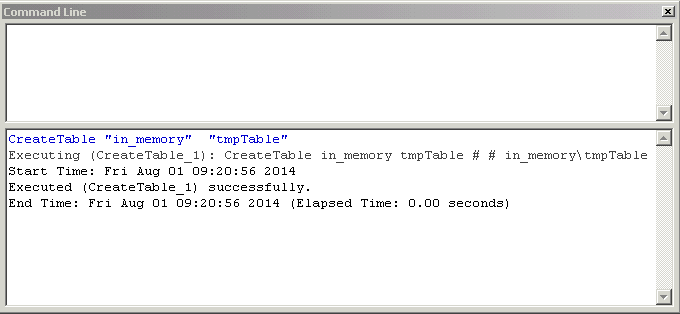 Command Line
CreateTable "in_memory"  "tmpTable"
Executing (CreateTable_1): CreateTable in_memory tmpTable # # in_memory\tmpTable
Start Time: Fri Aug 01 09:20:56 2014
Executed (CreateTable_1) successfully.
End Time: Fri Aug 01 09:20:56 2014 (Elapsed Time: 0.00 seconds)